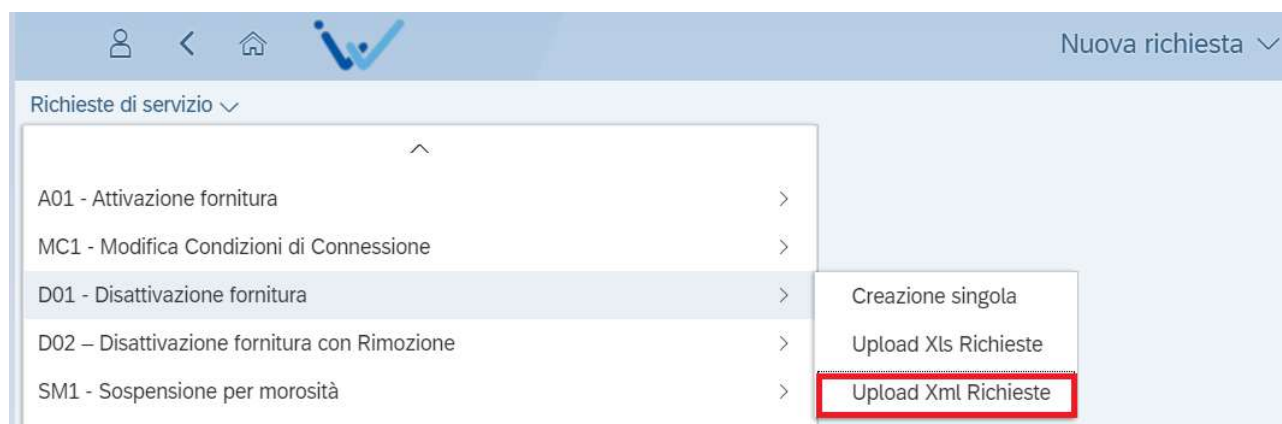 Nuova richiesta
Richieste di servizio
A01 - Attivazione fornitura
MC1 - Modifica Condizioni di Connessione
D01 - Disattivazione fornitura
Creazione singola
D02 – Disattivazione fornitura con Rimozione
Upload Xls Richieste
SM1 - Sospensione per morosità
Upload Xml Richieste